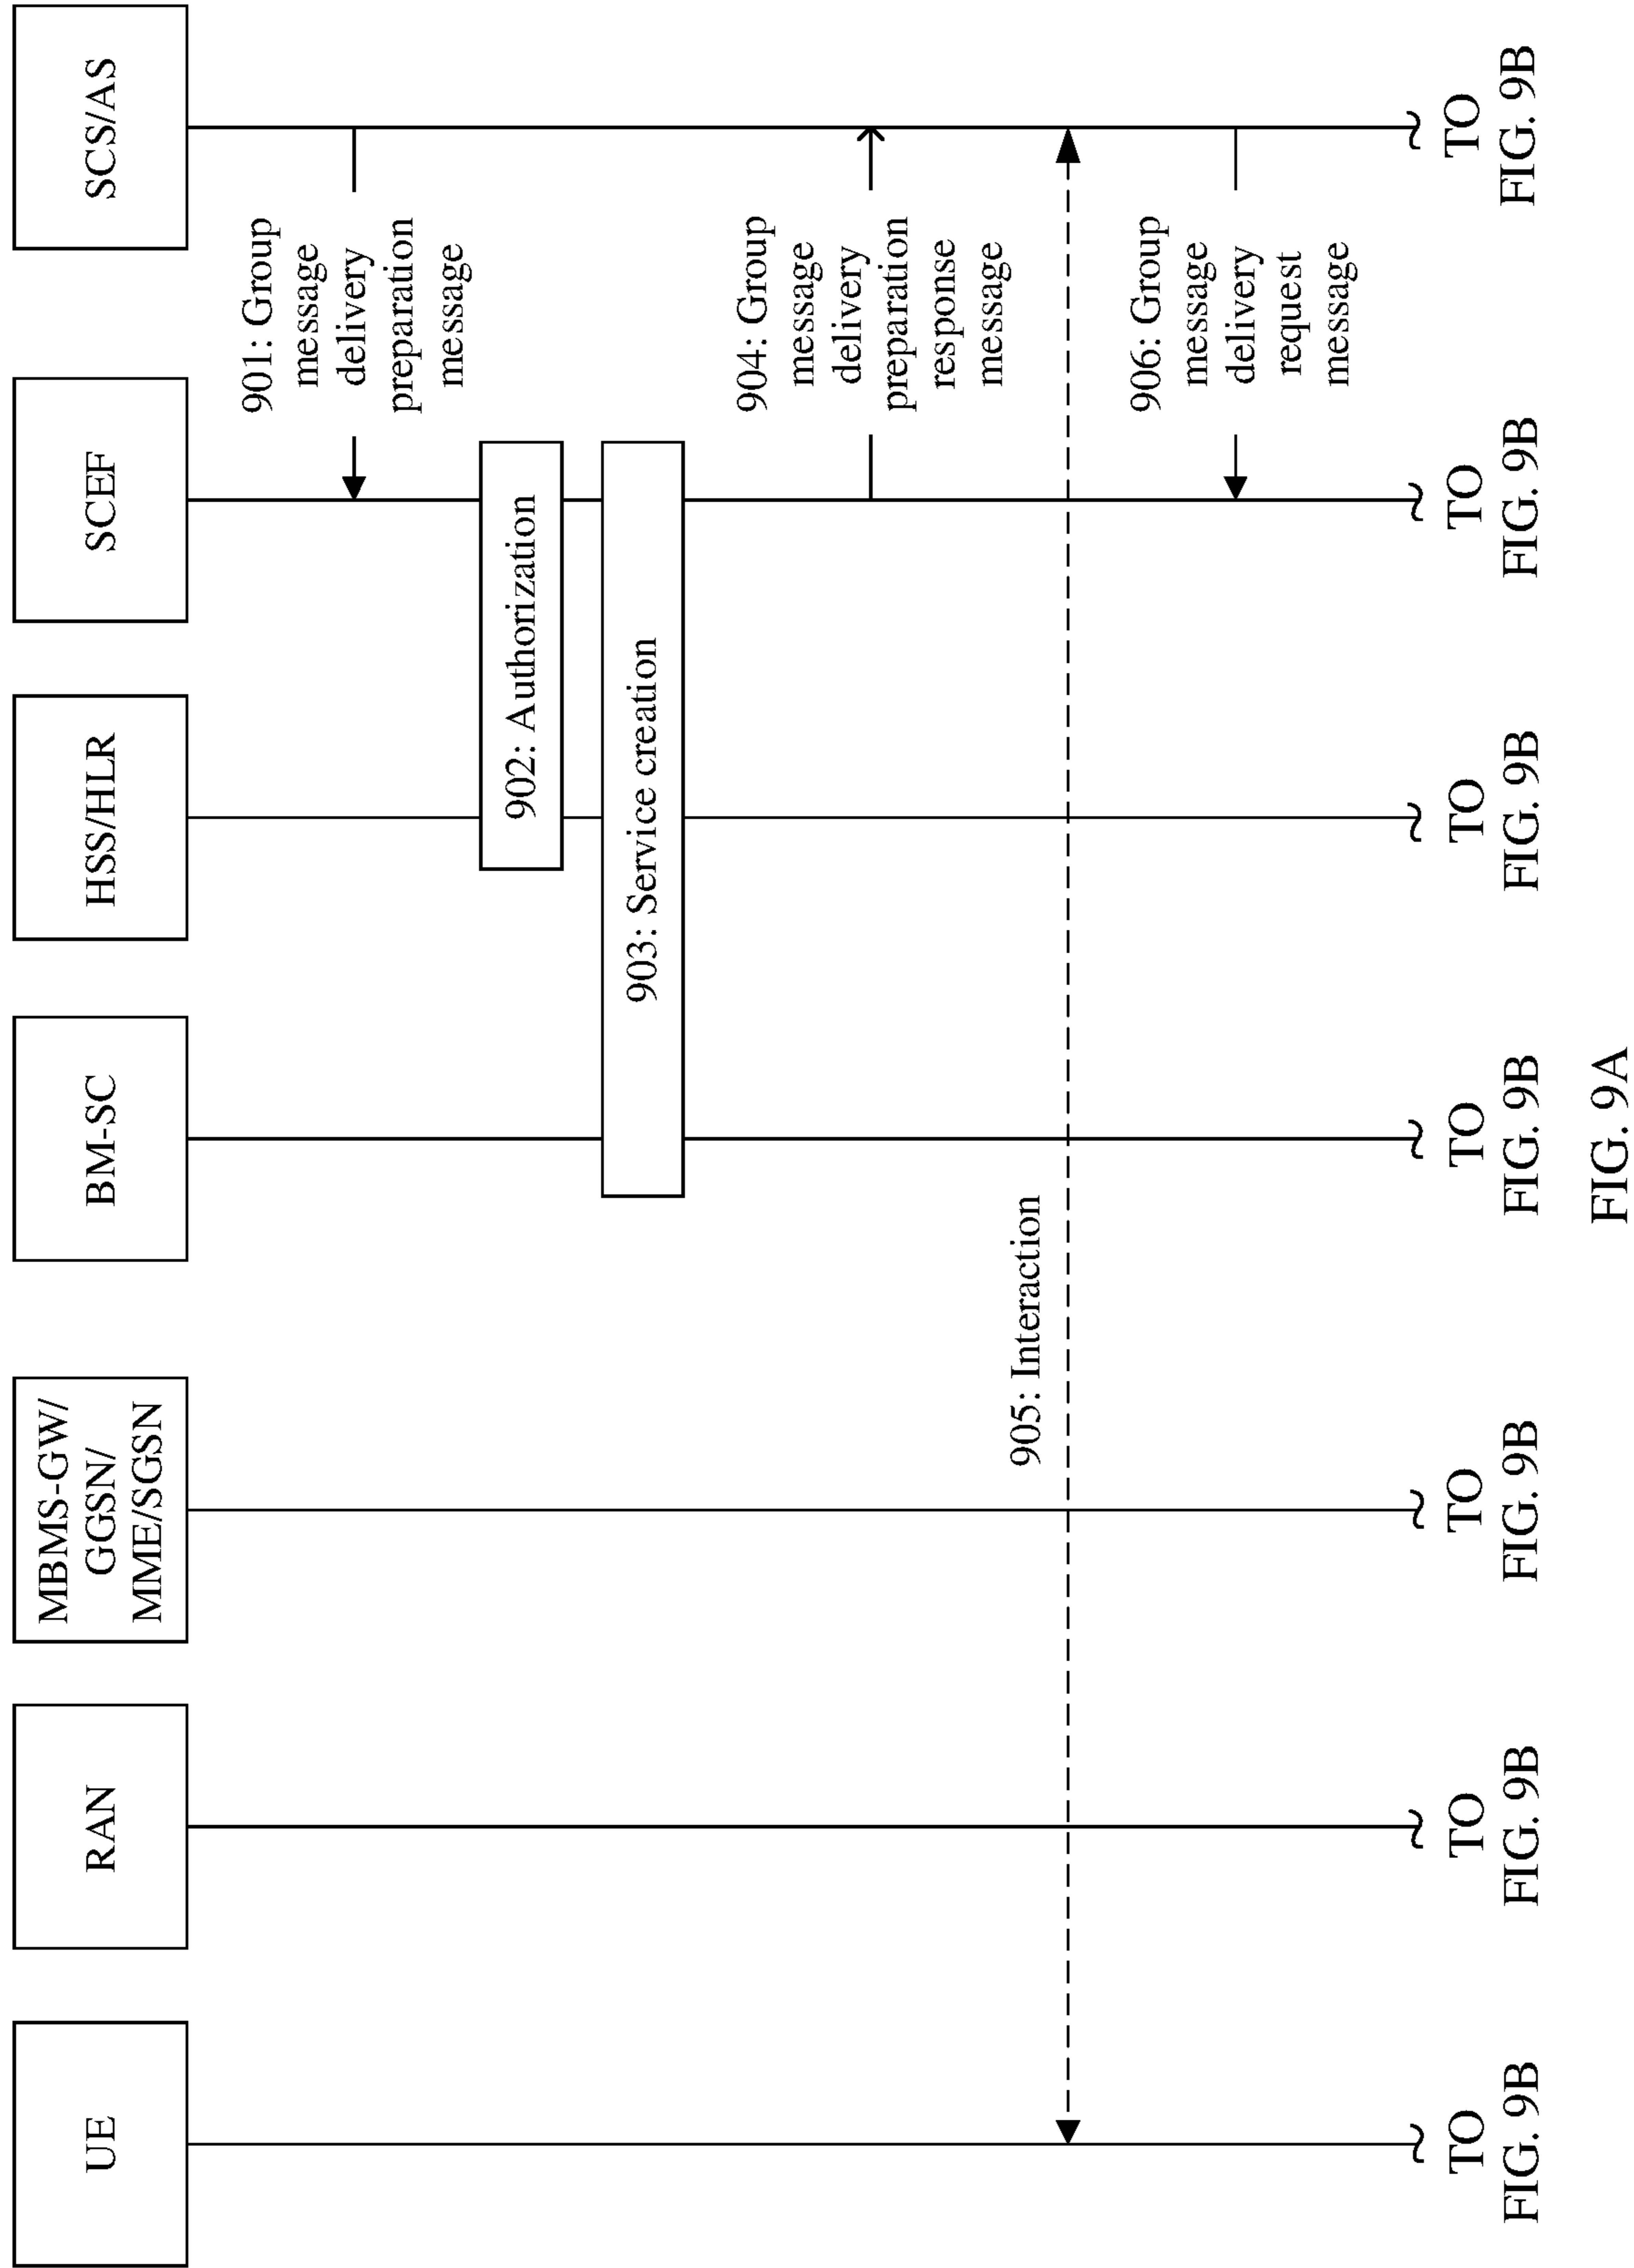 UE
RAN
MBMS-GW/
GGSN/
MME/SGSN
BM-SC
HSS/HLR
SCEF
SCS/AS
901: Group
message
delivery
preparation
message
902: Authorization
903: Service creation
904: Group
message
delivery
preparation
response
message
905: Interaction
906: Group
message
delivery
request
message
TO
FIG. 9B
TO
FIG. 9B
TO
FIG. 9B
TO
FIG. 9B
TO
FIG. 9B
TO
FIG. 9B
TO
FIG. 9B
FIG. 9A